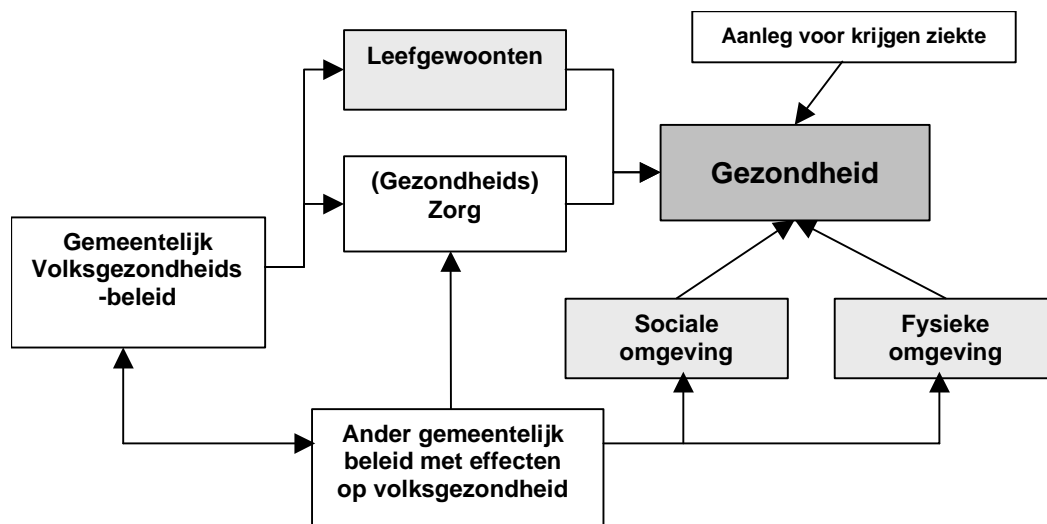 Leefgewoonten
Aanleg voor krijgen ziekte
(Gezondheids)
Zorg
Gezondheid
Gemeentelijk
Volksgezondheids
-beleid
Sociale
omgeving
Fysieke
omgeving
Ander gemeentelijk
beleid met effecten
op volksgezondheid